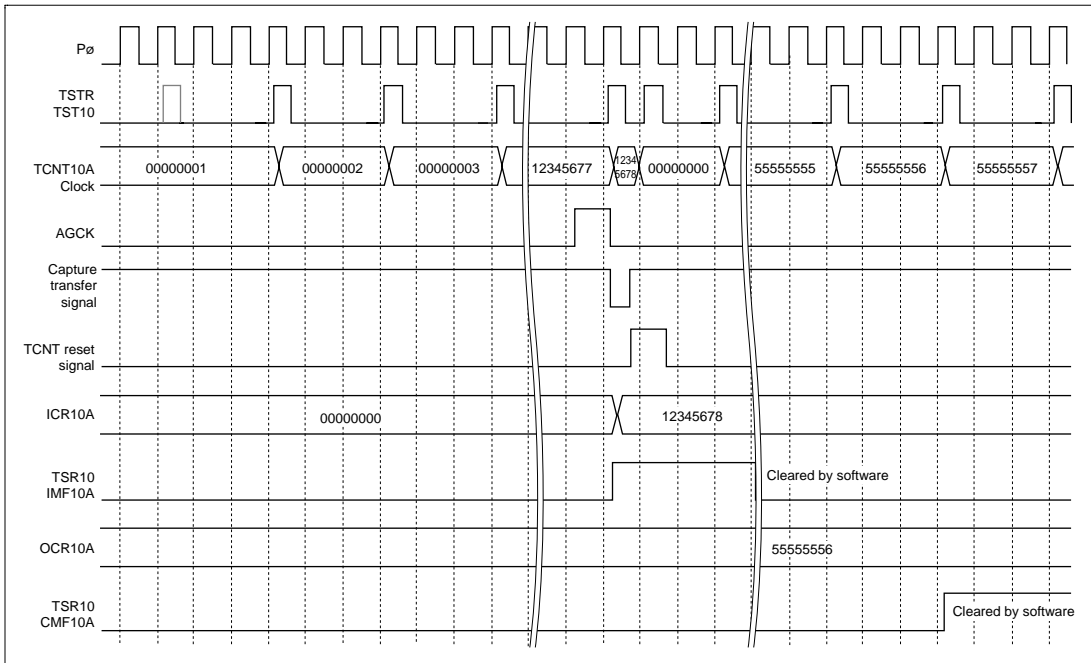 Pø
TSTR
TST10
TCNT10A
Clock
00000001
00000002
00000003
12345677
1234
5678
00000000
55555555
55555556
55555557
AGCK
Capture
transfer
signal
TCNT reset
signal
ICR10A
00000000
12345678
TSR10
IMF10A
Cleared by software
OCR10A
55555556
TSR10
CMF10A
Cleared by software